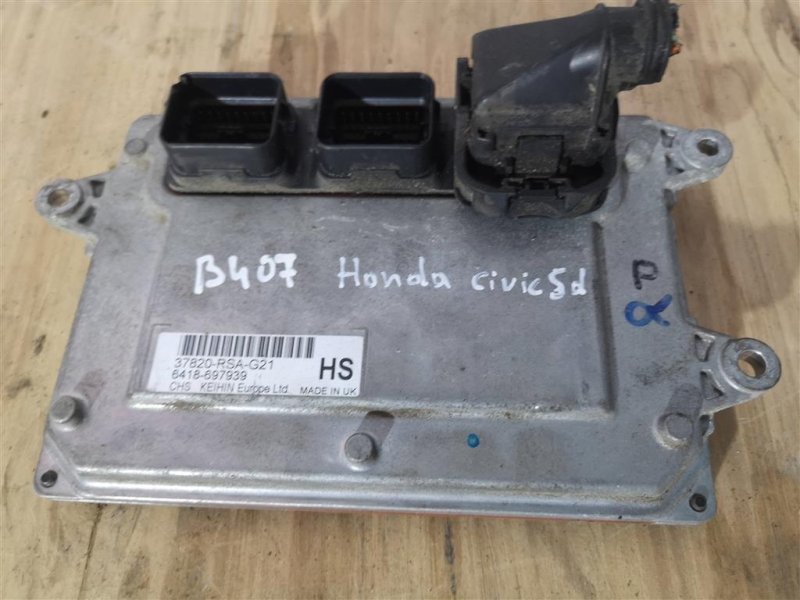 B407 Honda civic5d
P
α
37820-RSA-G21
6418-697939
HS
CHS KEIHIN Europe Ltd. MADE IN UK